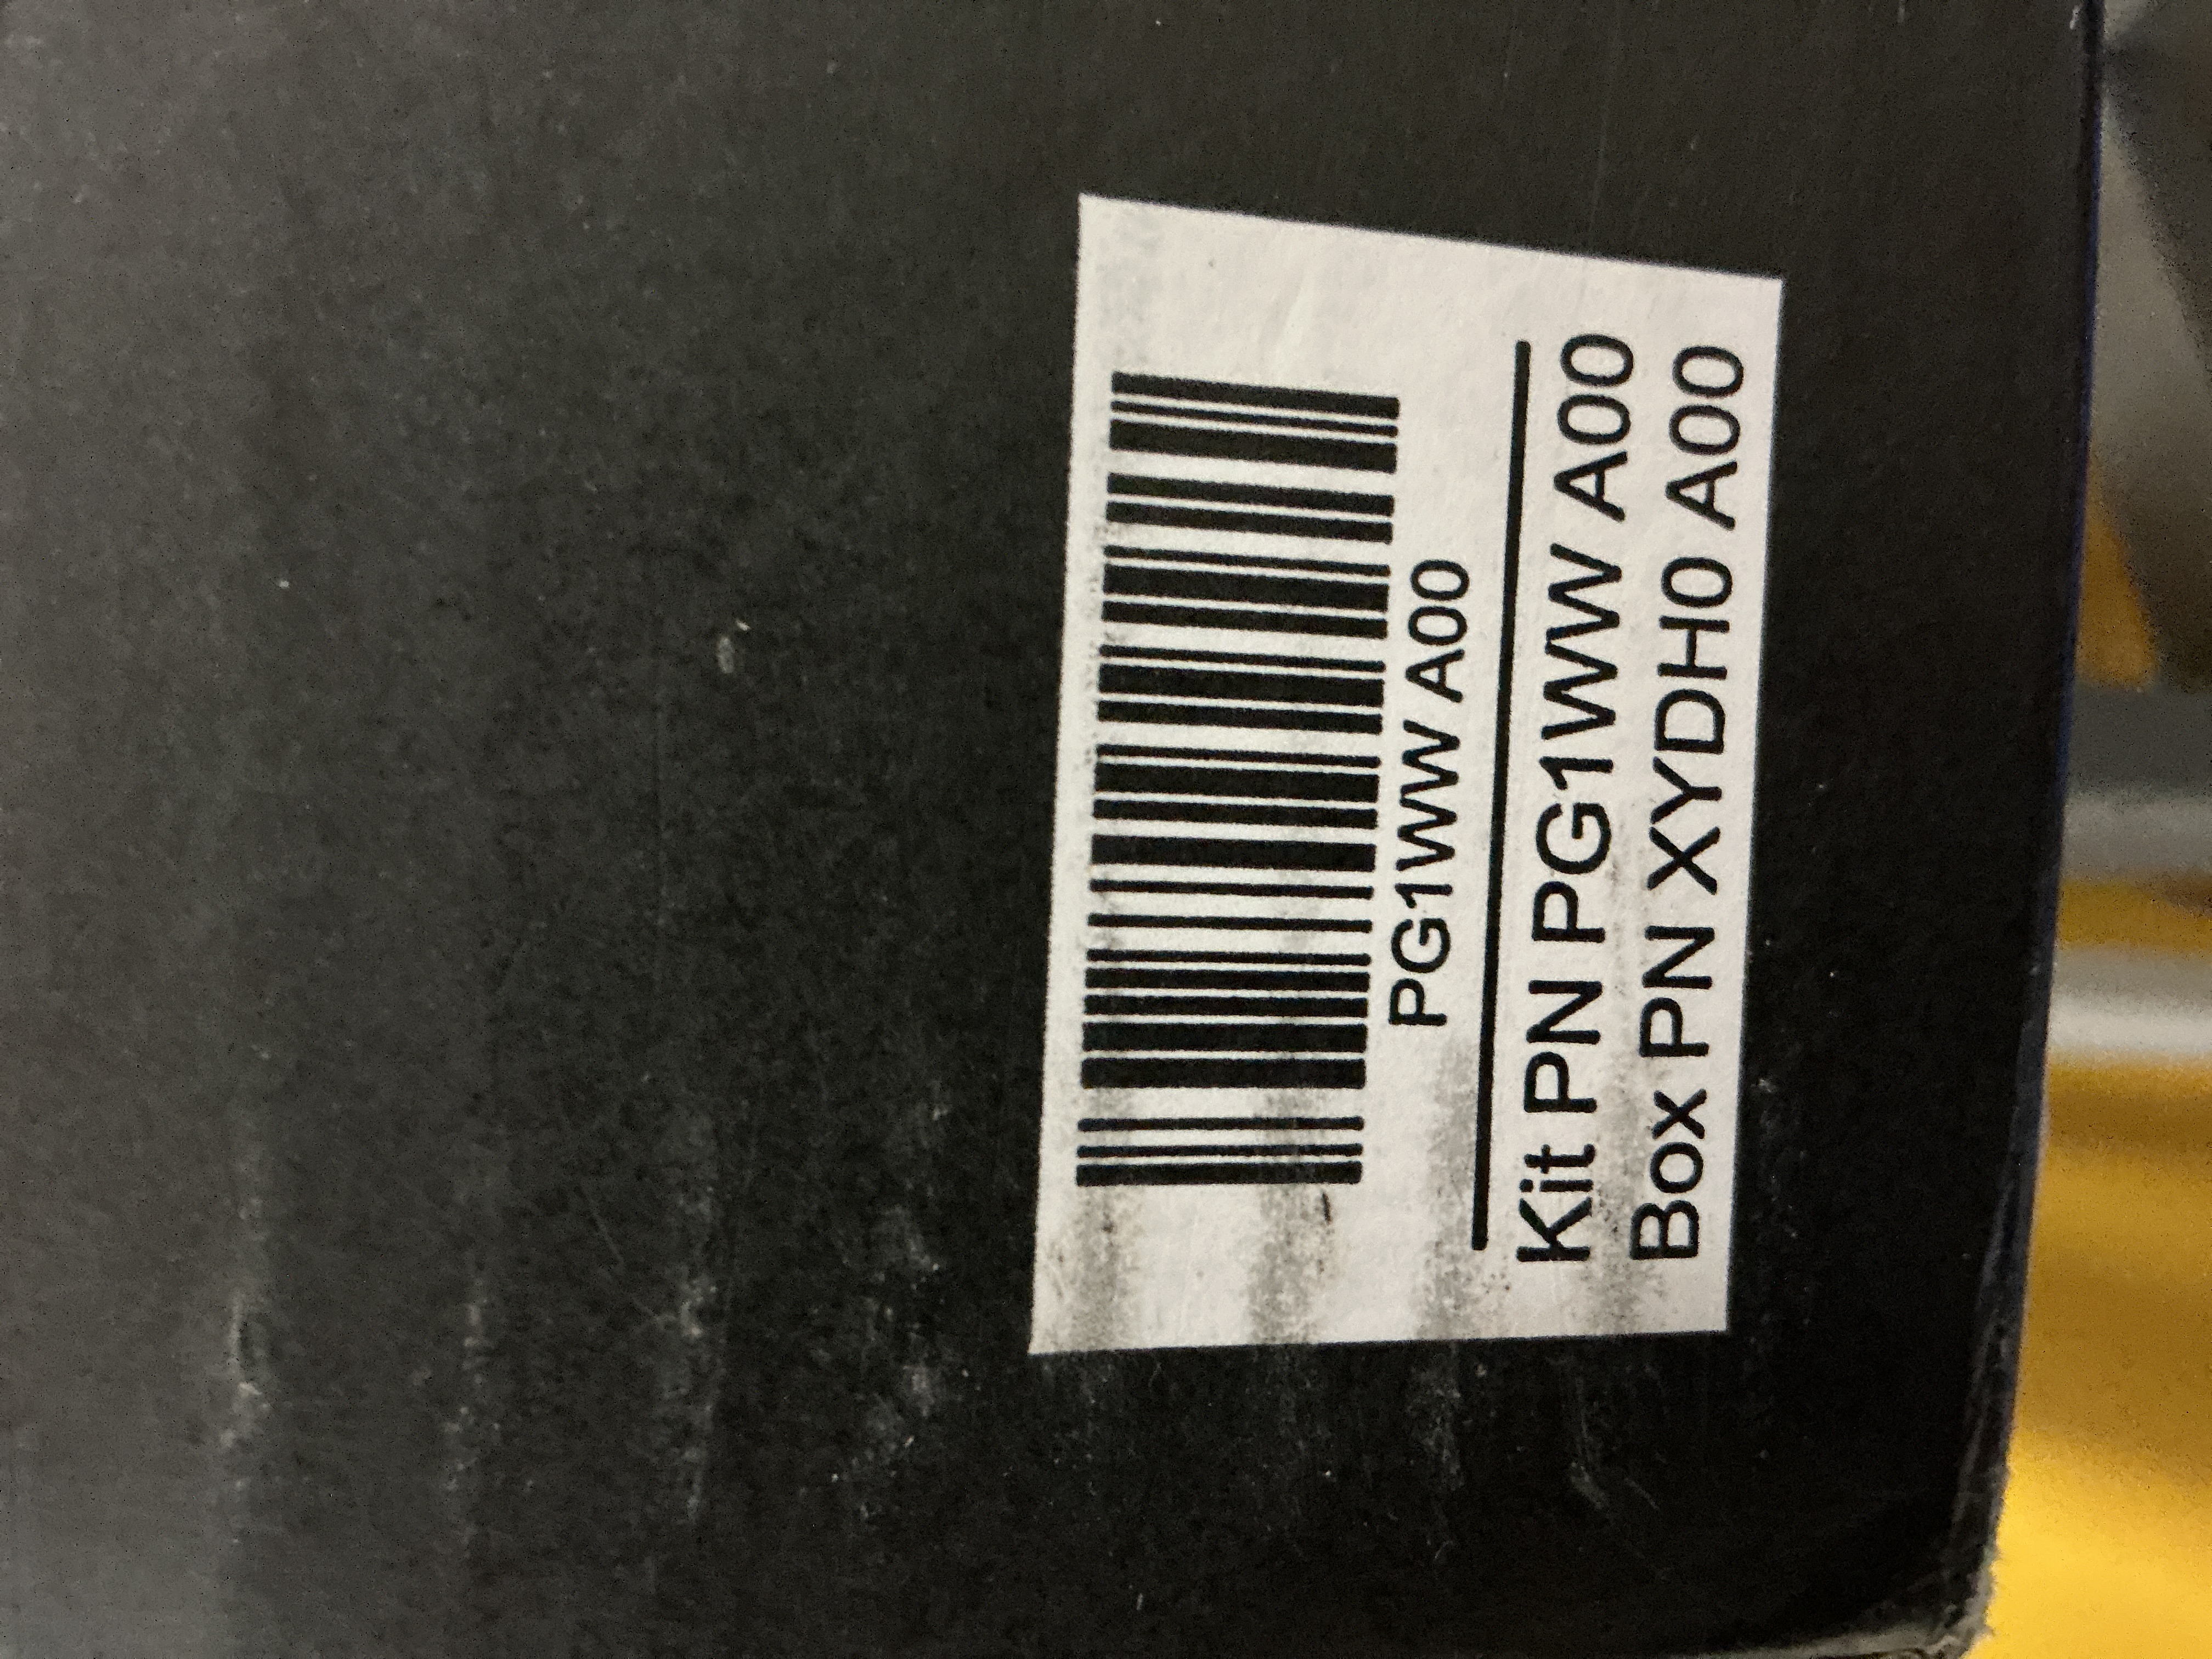 PG1WW A00
Kit PN PG1WW A00
Box PN XYDH0 A00